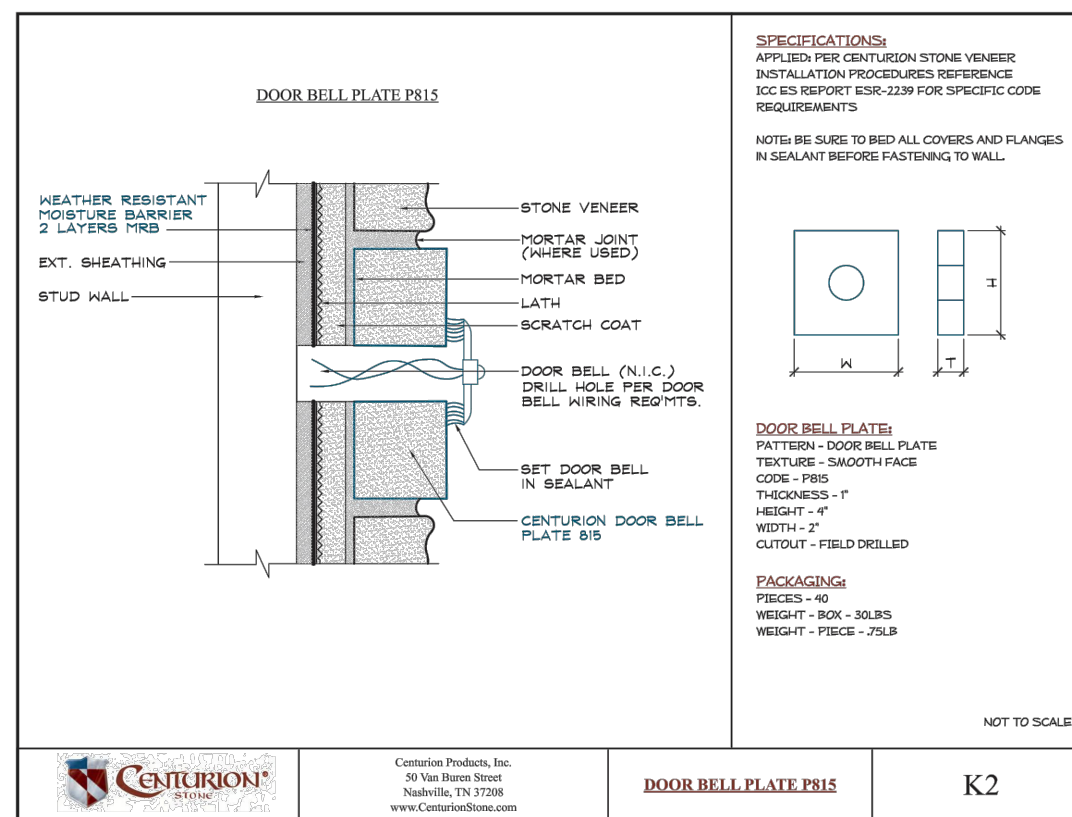 DOOR BELL PLATE P815
WEATHER RESISTANT
MOISTURE BARRIER
2 LAYERS MRB
EXT. SHEATHING
STUD WALL
STONE VENEER
MORTAR JOINT
(WHERE USED)
MORTAR BED
LATH
SCRATCH COAT
DOOR BELL (N.I.C.)
DRILL HOLE PER DOOR
BELL WIRING REQ'MTS.
SET DOOR BELL
IN SEALANT
CENTURION DOOR BELL
PLATE 815
SPECIFICATIONS:
APPLIED: PER CENTURION STONE VENEER
INSTALLATION PROCEDURES REFERENCE
ICC ES REPORT ESR-2239 FOR SPECIFIC CODE
REQUIREMENTS
NOTE: BE SURE TO BED ALL COVERS AND FLANGES
IN SEALANT BEFORE FASTENING TO WALL.
H
W
T
DOOR BELL PLATE:
PATTERN - DOOR BELL PLATE
TEXTURE - SMOOTH FACE
CODE - P815
THICKNESS - 1"
HEIGHT - 4"
WIDTH - 2"
CUTOUT - FIELD DRILLED
PACKAGING:
PIECES - 40
WEIGHT - BOX - 30LBS
WEIGHT - PIECE - .75LB
NOT TO SCALE
CENTURION®
STONE
Centurion Products, Inc.
50 Van Buren Street
Nashville, TN 37208
www.CenturionStone.com
DOOR BELL PLATE P815
K2